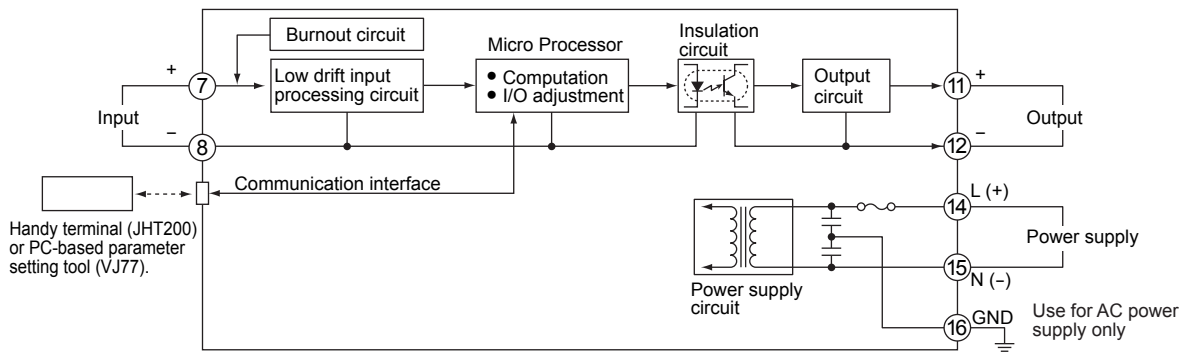 Burnout circuit
Micro Processor
Insulation
circuit
+
7
Low drift input
processing circuit
● Computation
● I/O adjustment
Output
circuit
11
+
Input
Output
−
8
12
−
Communication interface
Handy terminal (JHT200)
or PC-based parameter
setting tool (VJ77).
L (+)
14
Power supply
15
N (−)
Power supply
circuit
16
GND
Use for AC power
supply only